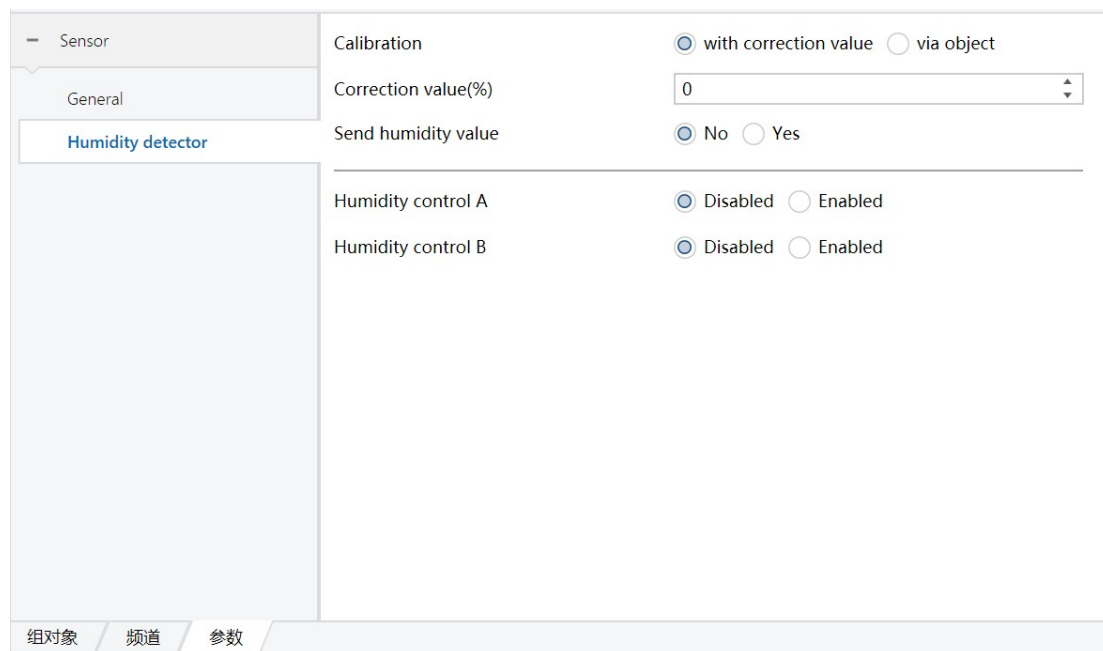 Sensor
General
Humidity detector
Calibration with correction value via object
Correction value(%) 0
Send humidity value No Yes
Humidity control A Disabled Enabled
Humidity control B Disabled Enabled
组对象 频道 参数